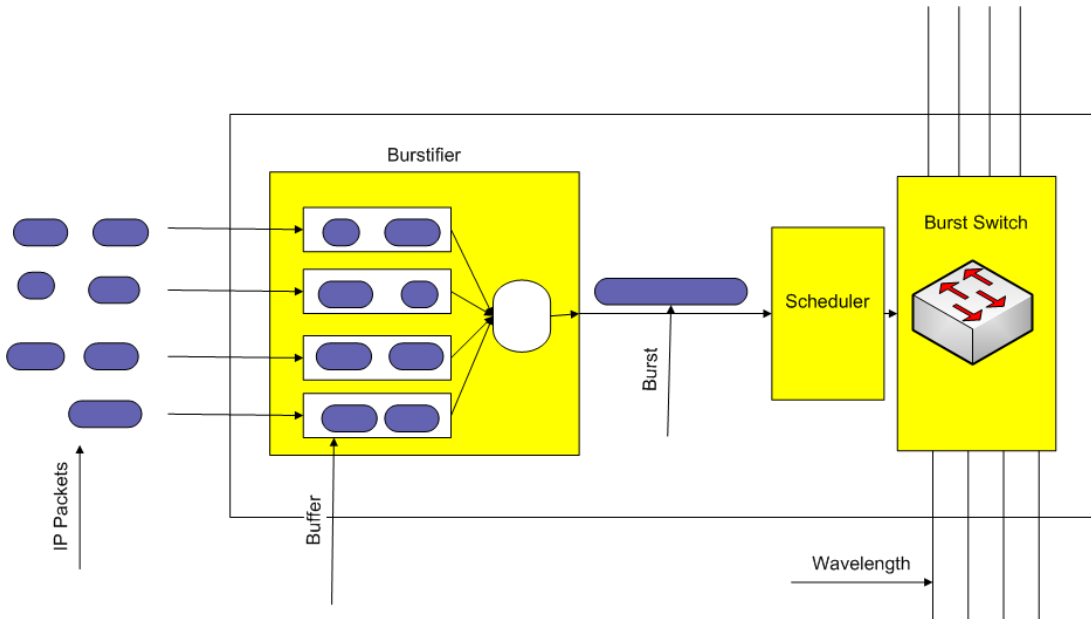 Burstifier
Burst Switch
Scheduler
Burst
IP Packets
Buffer
Wavelength